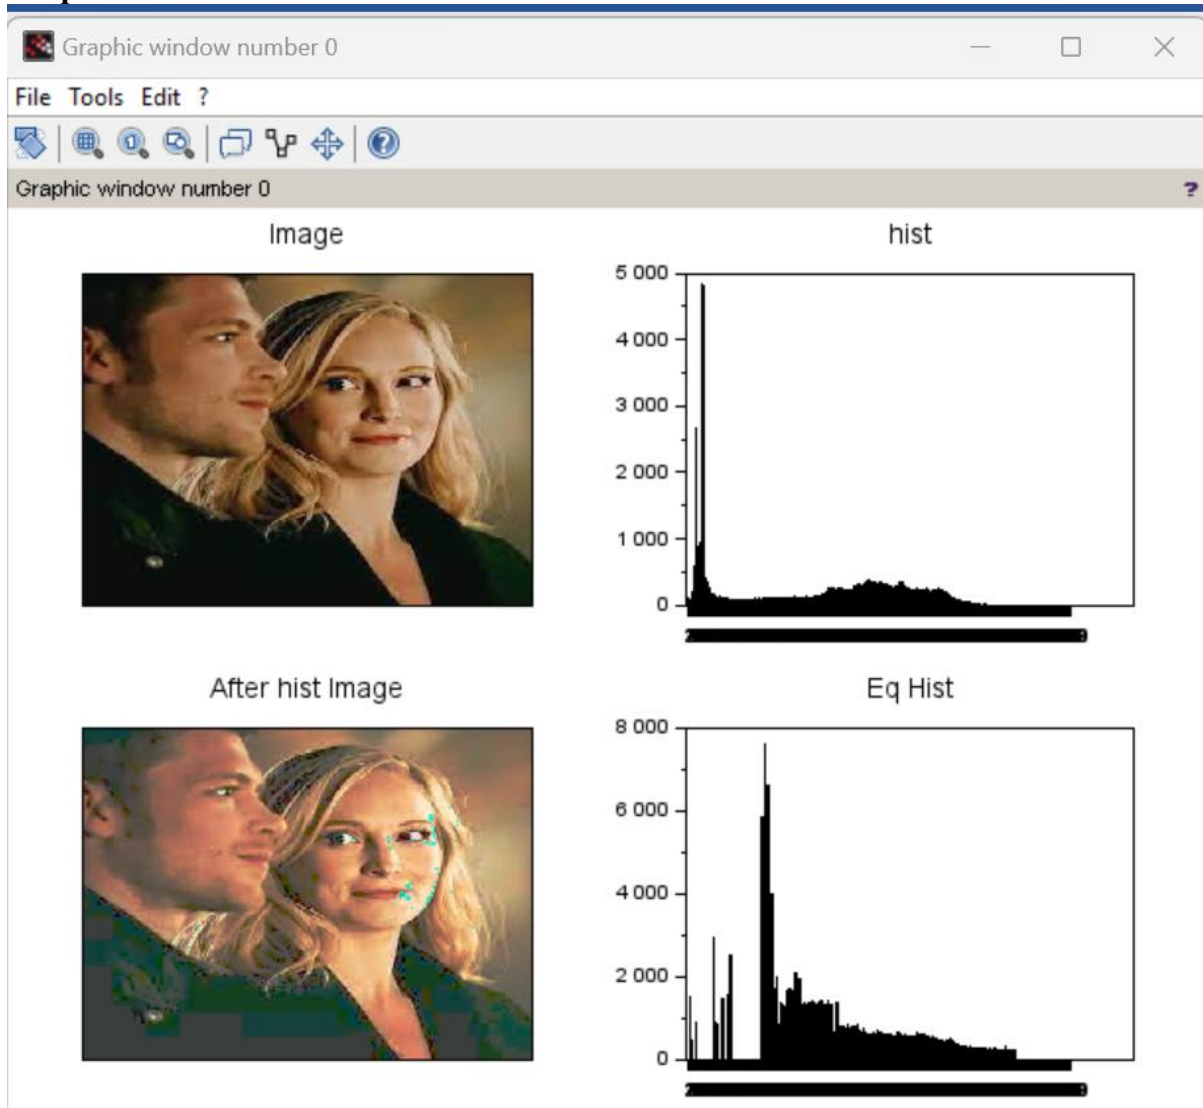 Graphic window number 0
File Tools Edit ?
Graphic window number 0 ?
Image
hist
5 000
4 000
3 000
2 000
1 000
0
After hist Image
Eq Hist
8 000
6 000
4 000
2 000
0